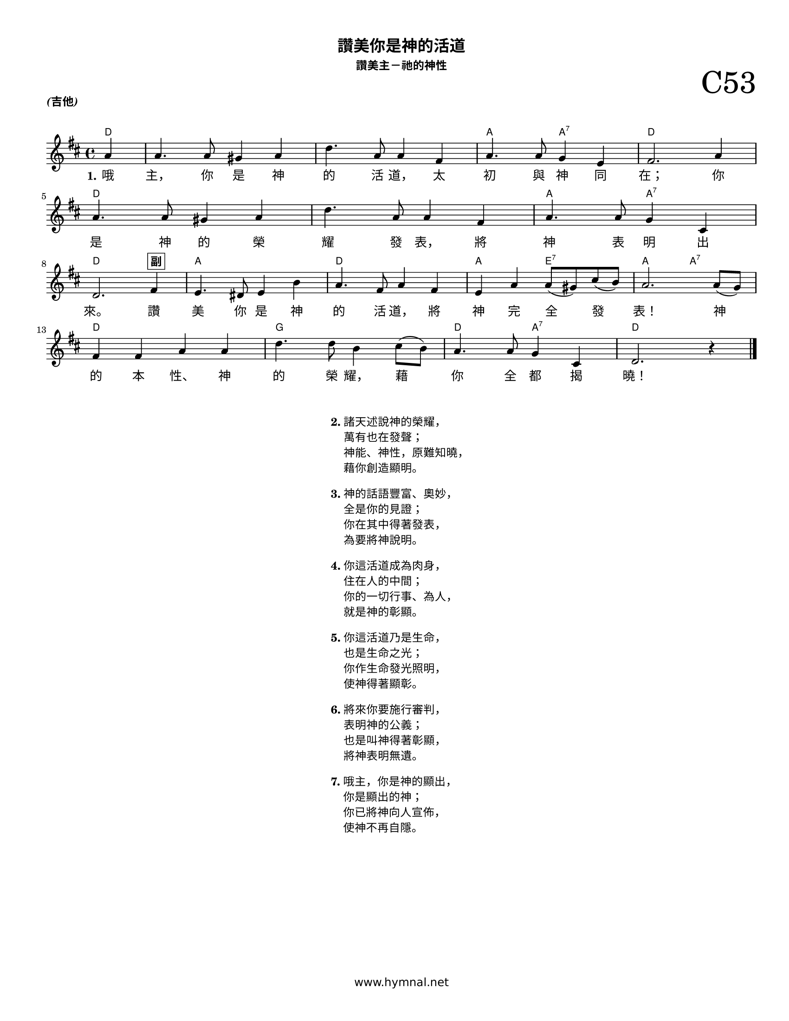 讚美你是神的活道
讚美主－祂的神性
C53
(吉他)
D A A7 D
1. 哦 主， 你 是 神 的 活 道， 太 初 與 神 同 在； 你
5 D A A7
是 神 的 榮 耀 發 表， 將 神 表 明 出
8 D 副 A D A E7 A A7
來。 讚 美 你 是 神 的 活 道， 將 神 完 全 發 表！ 神
13 D G D A7 D
的 本 性、 神 的 榮 耀， 藉 你 全 都 揭 曉！
2. 諸天述說神的榮耀，
萬有也在發聲；
神能、神性，原難知曉，
藉你創造顯明。
3. 神的話語豐富、奧妙，
全是你的見證；
你在其中得著發表，
為要將神說明。
4. 你這活道成為肉身，
住在人的中間；
你的一切行事、為人，
就是神的彰顯。
5. 你這活道乃是生命，
也是生命之光；
你作生命發光照明，
使神得著顯彰。
6. 將來你要施行審判，
表明神的公義；
也是叫神得著彰顯，
將神表明無遺。
7. 哦主，你是神的顯出，
你是顯出的神；
你已將神向人宣佈，
使神不再自隱。
www.hymnal.net